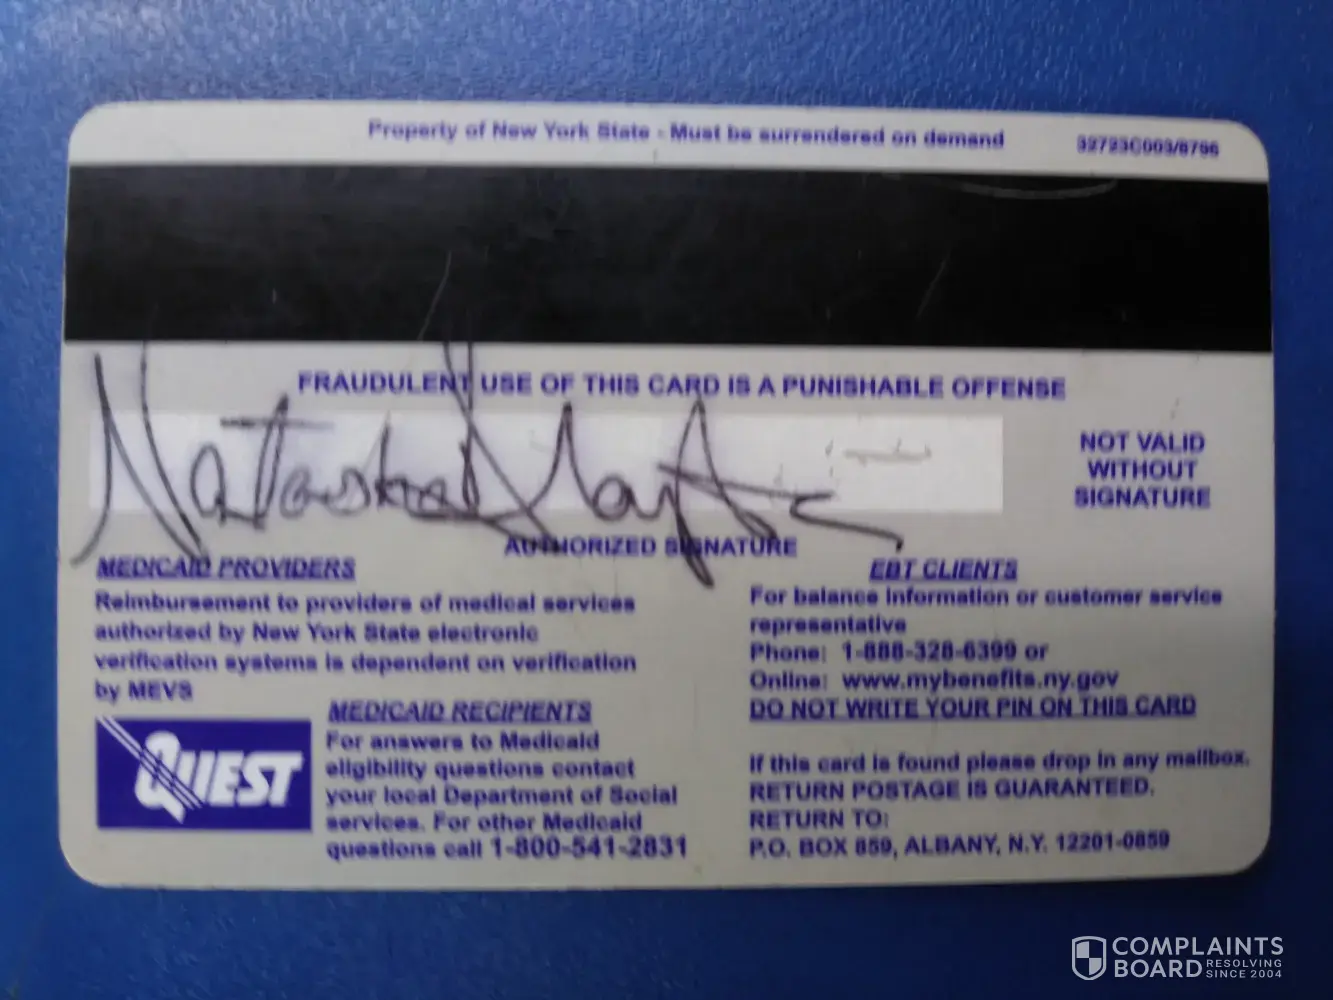 Property of New York State - Must be surrendered on demand 32723C003/8796
FRAUDULENT USE OF THIS CARD IS A PUNISHABLE OFFENSE
Natasha
NOT VALID
WITHOUT
SIGNATURE
AUTHORIZED SIGNATURE
MEDICAID PROVIDERS
Reimbursement to providers of medical services
authorized by New York State electronic
verification systems is dependent on verification
by MEVS
QUEST
MEDICAID RECIPIENTS
For answers to Medicaid
eligibility questions contact
your local Department of Social
services. For other Medicaid
questions call 1-800-541-2831
EBT CLIENTS
For balance information or customer service
representative
Phone: 1-888-328-6399 or
Online: www.mybenefits.ny.gov
DO NOT WRITE YOUR PIN ON THIS CARD
If this card is found please drop in any mailbox.
RETURN POSTAGE IS GUARANTEED.
RETURN TO:
P.O. BOX 859, ALBANY, N.Y. 12201-0859
COMPLAINTS
BOARD RESOLVING
SINCE 2004